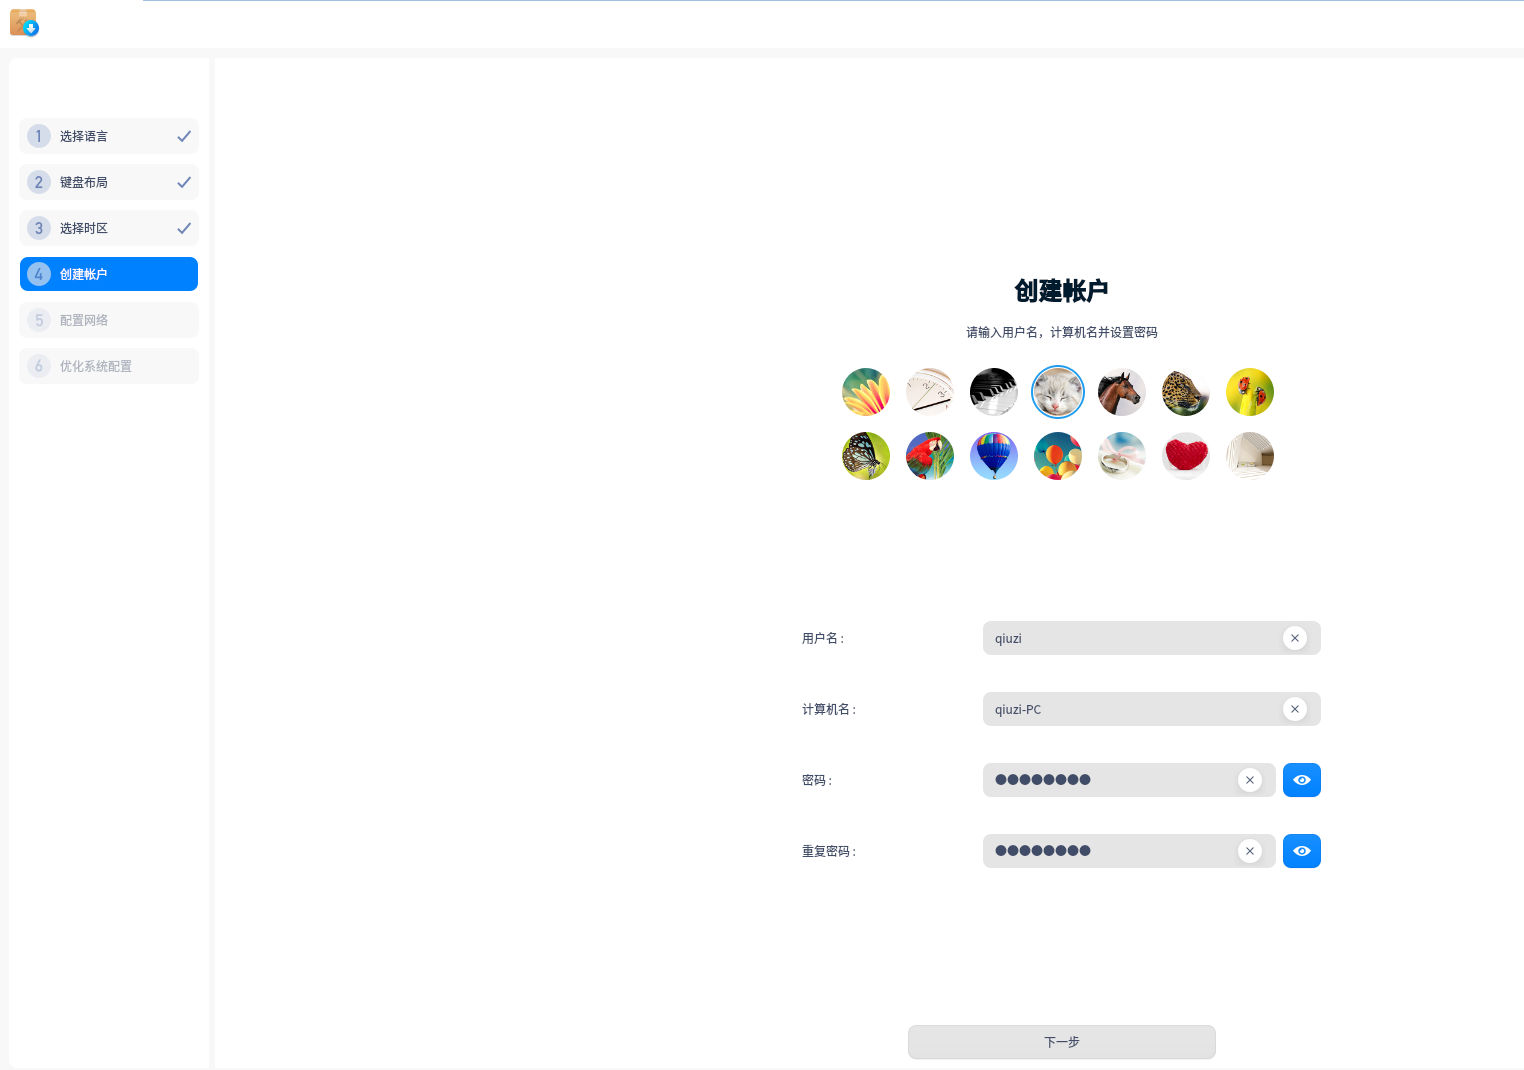 1 选择语言
2 键盘布局
3 选择时区
4 创建帐户
5 配置网络
6 优化系统配置
创建帐户
请输入用户名，计算机名并设置密码
用户名 : qiuzi
计算机名 : qiuzi-PC
密码 : ●●●●●●●●
重复密码 : ●●●●●●●●
下一步